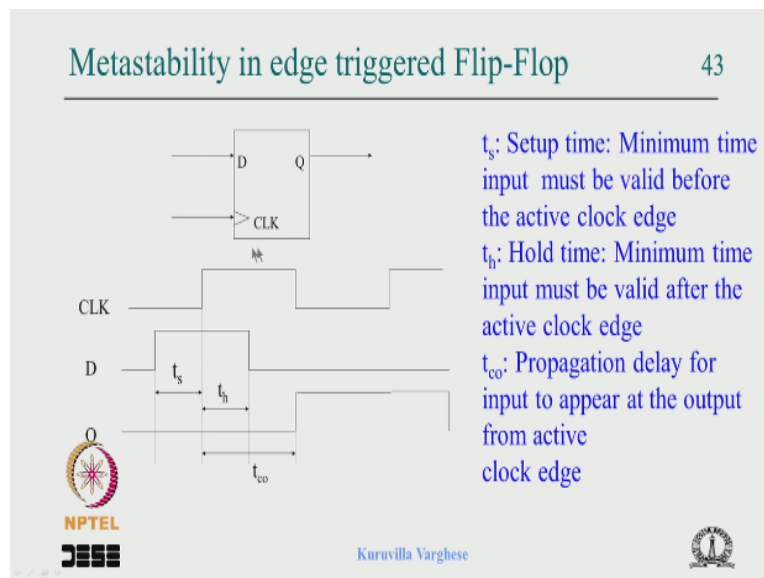 Metastability in edge triggered Flip-Flop 43
D Q
CLK
CLK
D
Q
ts
th
tco
ts: Setup time: Minimum time
input must be valid before
the active clock edge
th: Hold time: Minimum time
input must be valid after the
active clock edge
tco: Propagation delay for
input to appear at the output
from active
clock edge
NPTEL
DESE
Kuruvilla Varghese